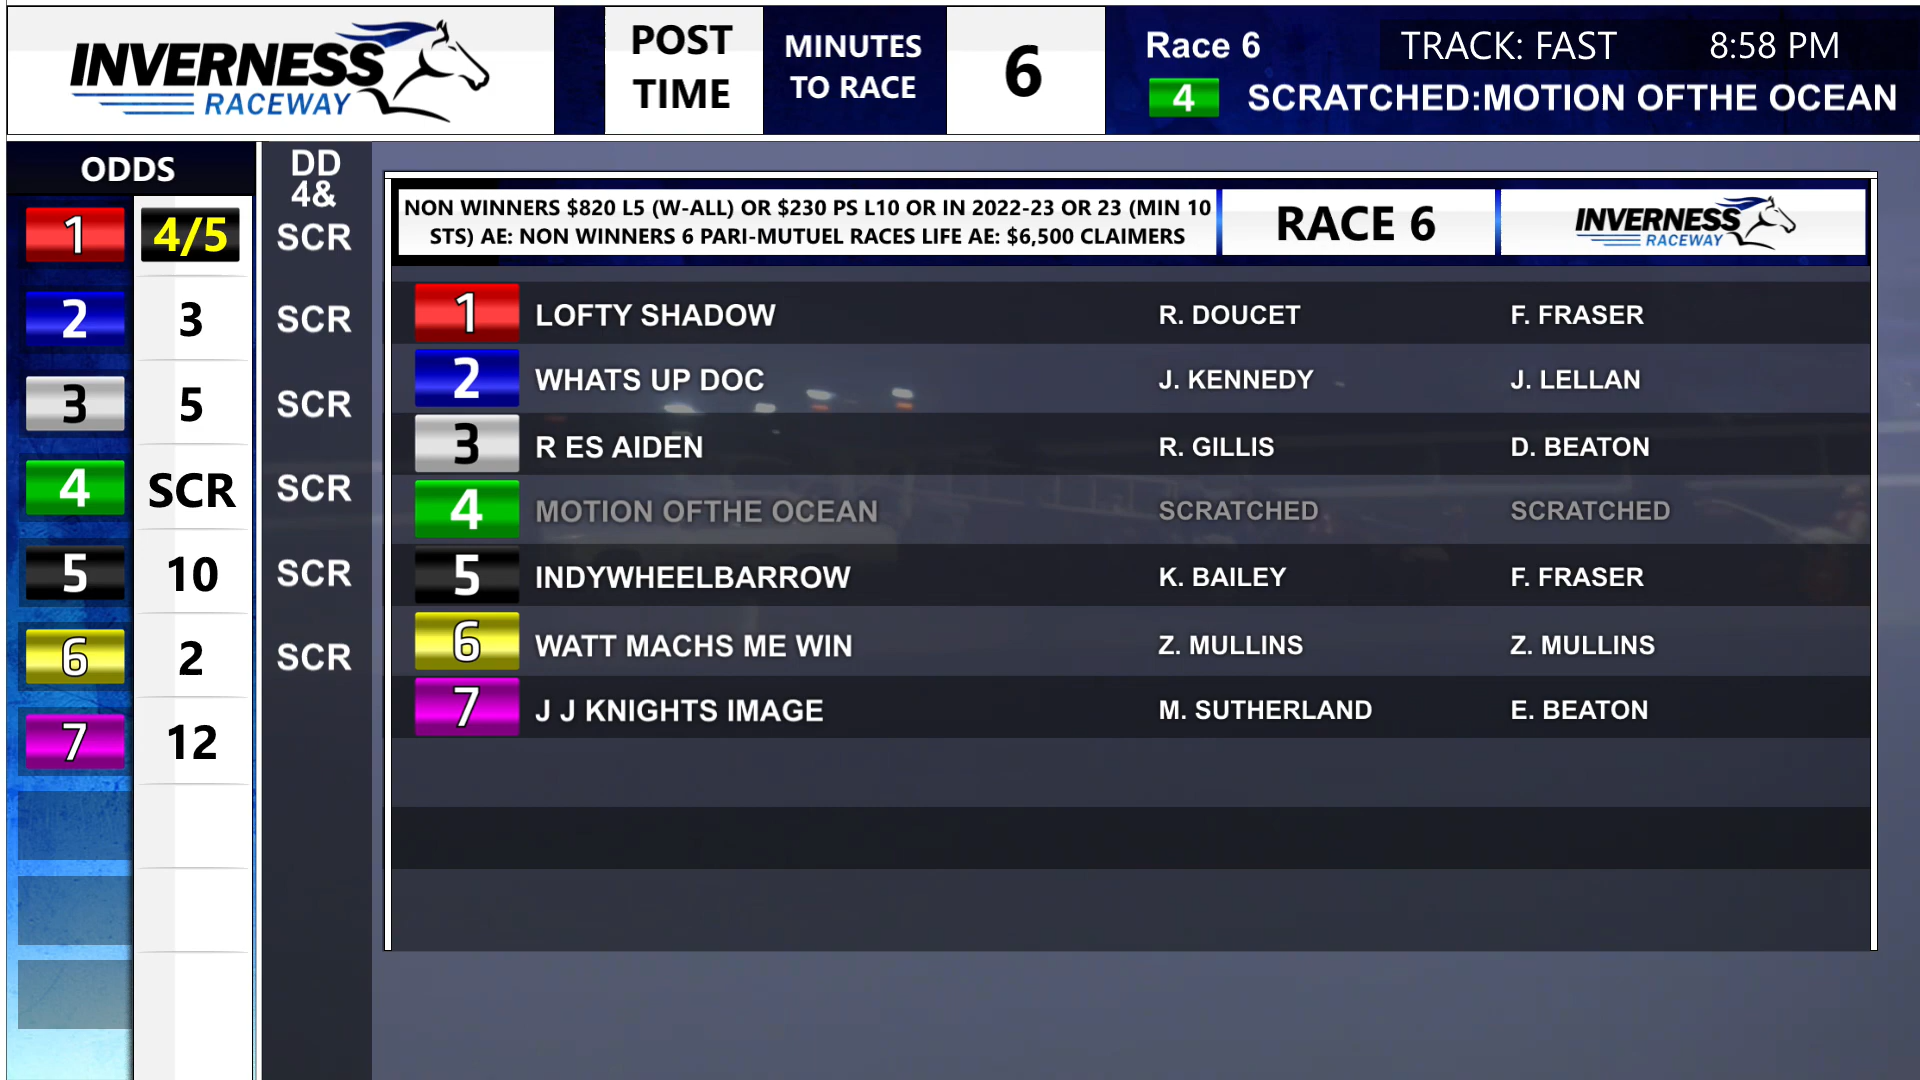 INVERNESS
RACEWAY
POST
TIME
MINUTES
TO RACE
6
Race 6
TRACK: FAST
8:58 PM
4 SCRATCHED:MOTION OFTHE OCEAN
ODDS
1 4/5
2 3
3 5
4 SCR
5 10
6 2
7 12
DD
4&
SCR
SCR
SCR
SCR
SCR
SCR
NON WINNERS $820 L5 (W-ALL) OR $230 PS L10 OR IN 2022-23 OR 23 (MIN 10
STS) AE: NON WINNERS 6 PARI-MUTUEL RACES LIFE AE: $6,500 CLAIMERS
RACE 6
INVERNESS
RACEWAY
1 LOFTY SHADOW R. DOUCET F. FRASER
2 WHATS UP DOC J. KENNEDY J. LELLAN
3 R ES AIDEN R. GILLIS D. BEATON
4 MOTION OFTHE OCEAN SCRATCHED SCRATCHED
5 INDYWHEELBARROW K. BAILEY F. FRASER
6 WATT MACHS ME WIN Z. MULLINS Z. MULLINS
7 J J KNIGHTS IMAGE M. SUTHERLAND E. BEATON